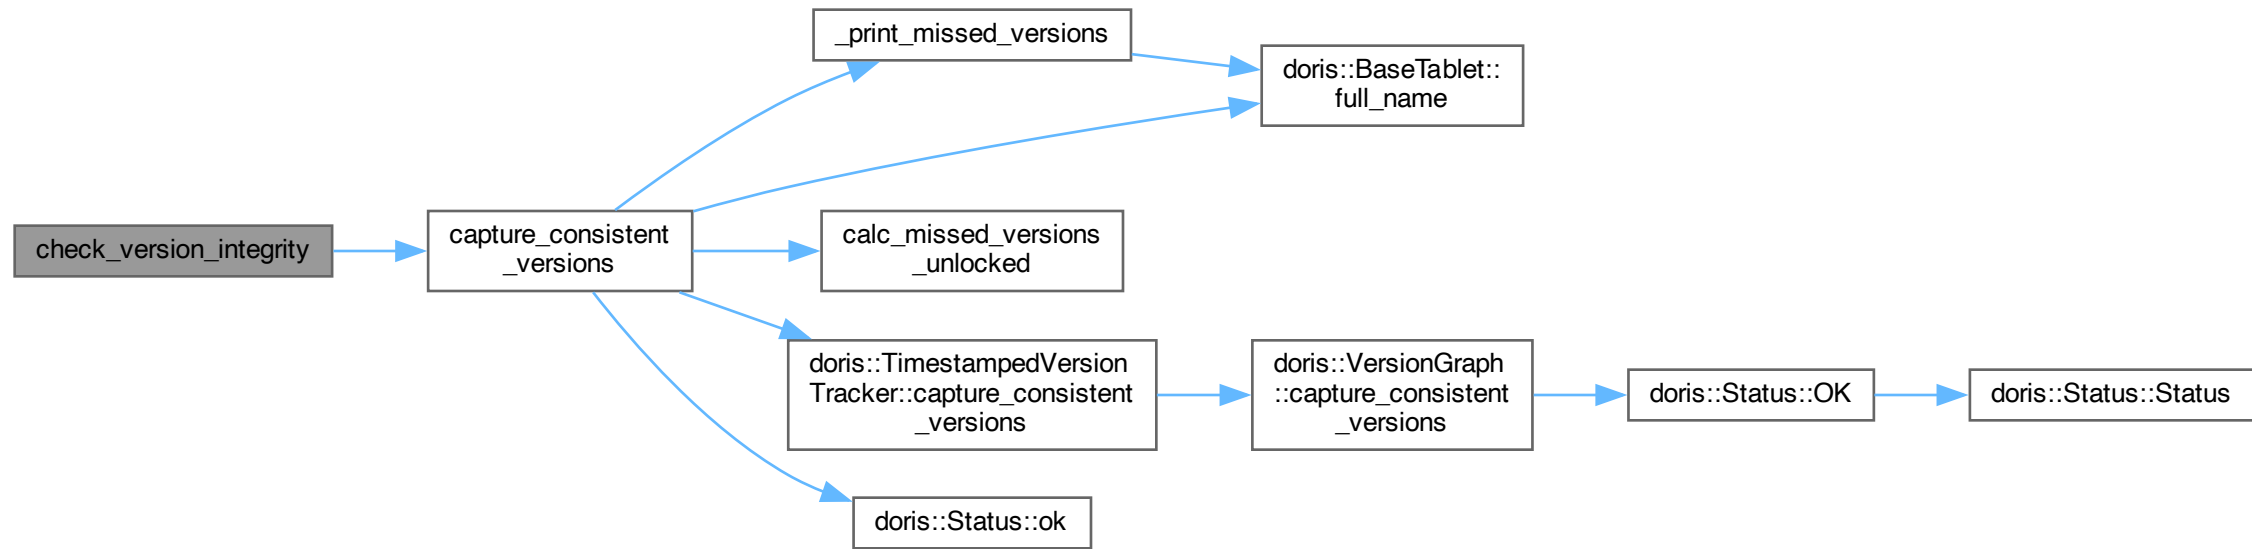 check_version_integrity
capture_consistent
_versions
_print_missed_versions
doris::BaseTablet::
full_name
calc_missed_versions
_unlocked
doris::TimestampedVersion
Tracker::capture_consistent
_versions
doris::VersionGraph
::capture_consistent
_versions
doris::Status::OK
doris::Status::Status
doris::Status::ok